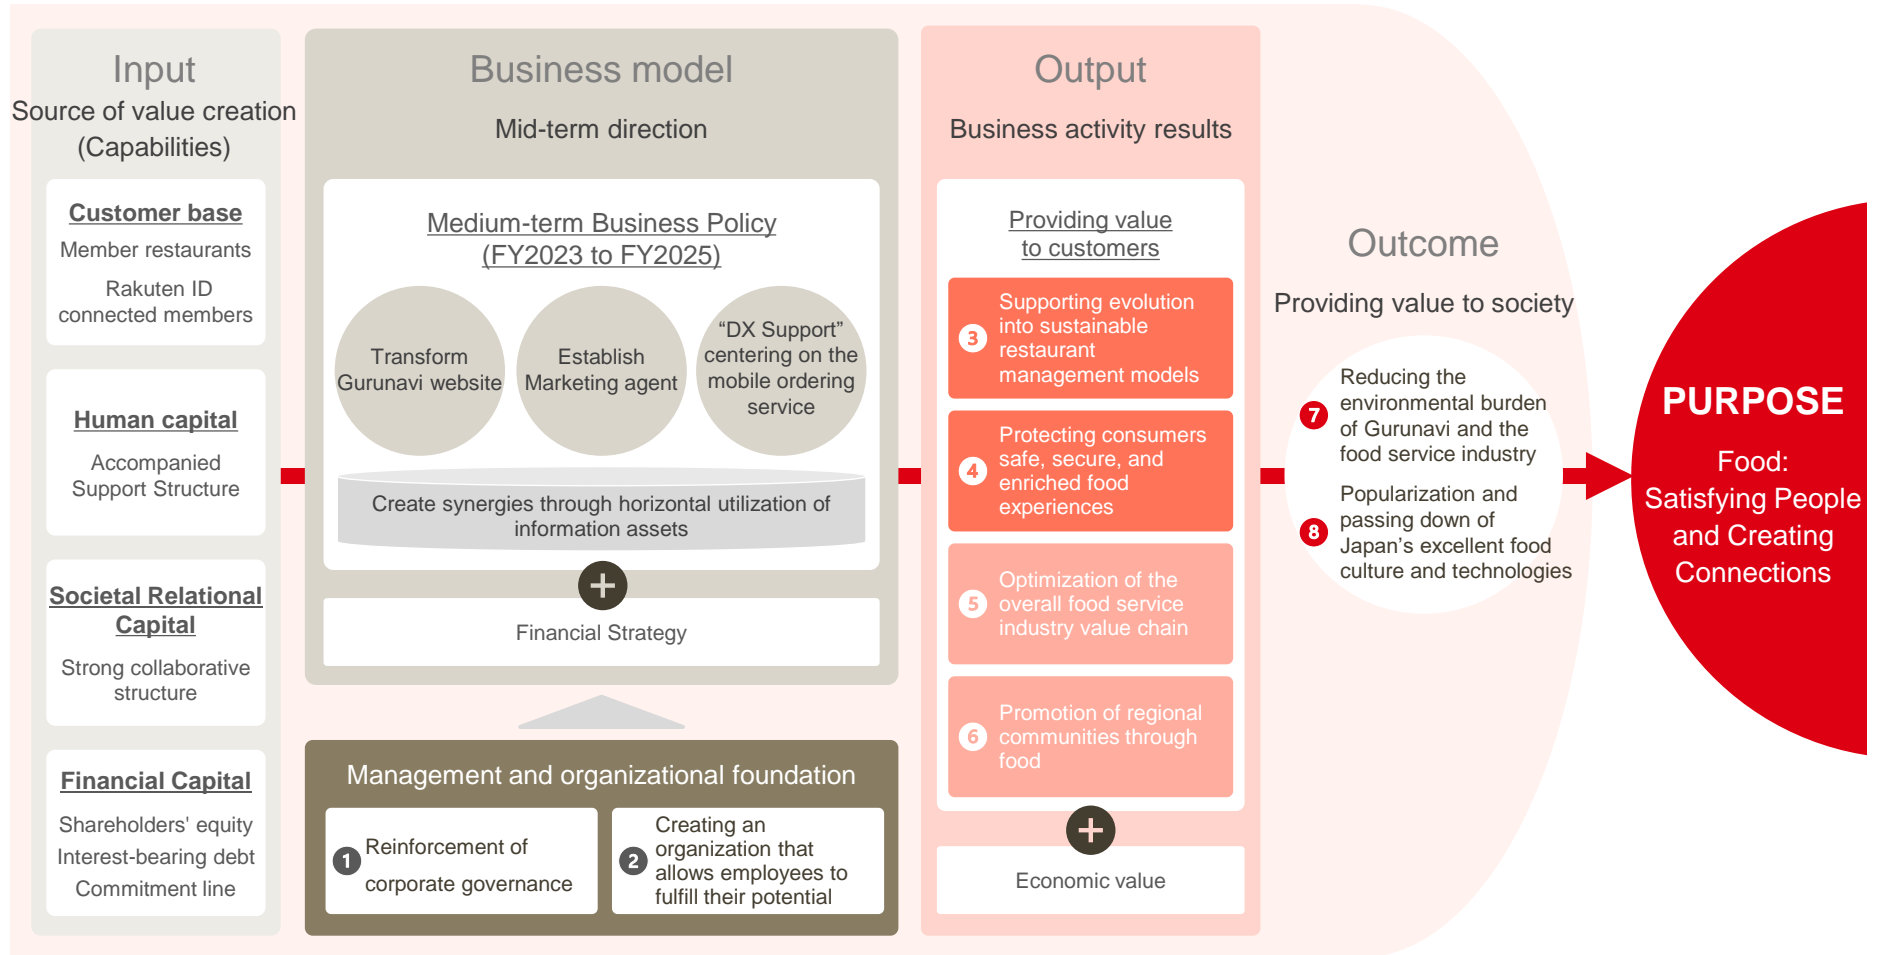 Input
Source of value creation
(Capabilities)
Customer base
Member restaurants
Rakuten ID
connected members
Human capital
Accompanied
Support Structure
Societal Relational
Capital
Strong collaborative
structure
Financial Capital
Shareholders' equity
Interest-bearing debt
Commitment line
Business model
Mid-term direction
Medium-term Business Policy
(FY2023 to FY2025)
Transform
Gurunavi website
Establish
Marketing agent
“DX Support”
centering on the
mobile ordering
service
Create synergies through horizontal utilization of
information assets
+
Financial Strategy
Management and organizational foundation
1
Reinforcement of
corporate governance
2
Creating an
organization that
allows employees to
fulfill their potential
Output
Business activity results
Providing value
to customers
3
Supporting evolution
into sustainable
restaurant
management models
4
Protecting consumers
safe, secure, and
enriched food
experiences
5
Optimization of the
overall food service
industry value chain
6
Promotion of regional
communities through
food
+
Economic value
Outcome
Providing value to society
7
Reducing the
environmental burden
of Gurunavi and the
food service industry
8
Popularization and
passing down of
Japan’s excellent food
culture and technologies
PURPOSE
Food:
Satisfying People
and Creating
Connections